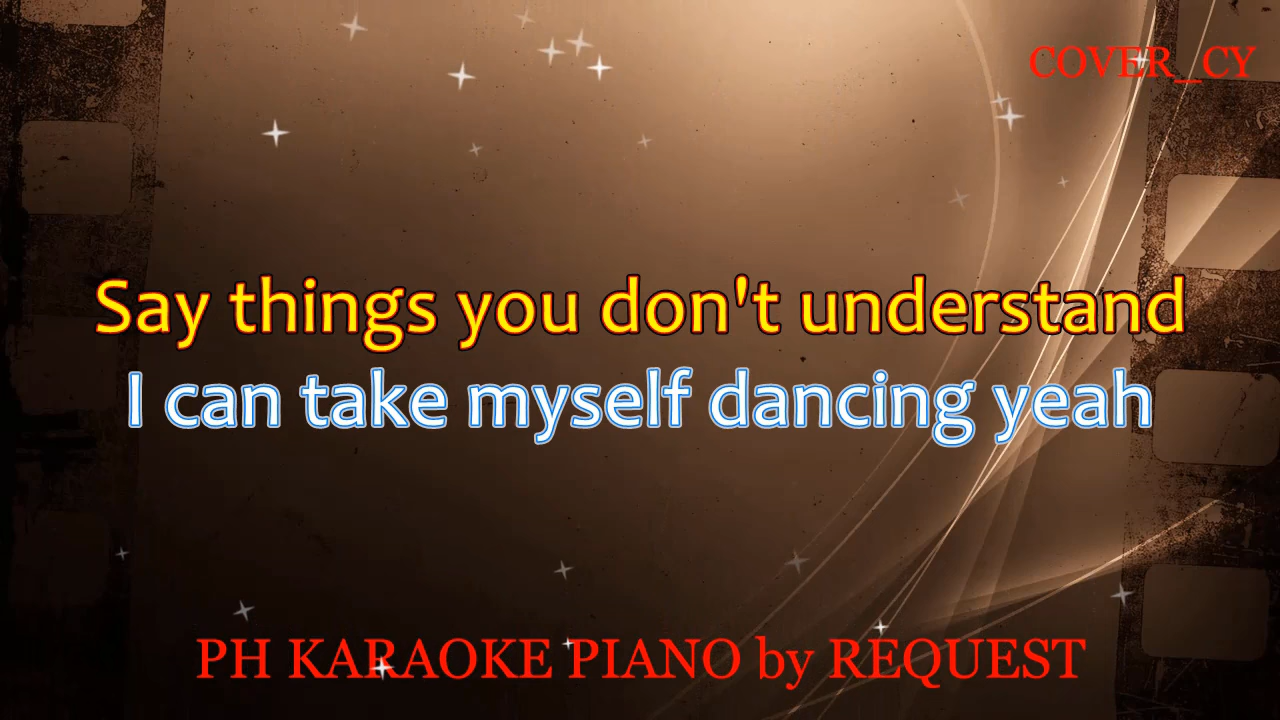 COVER_CY
Say things you don't understand
I can take myself dancing yeah
PH KARAOKE PIANO by REQUEST